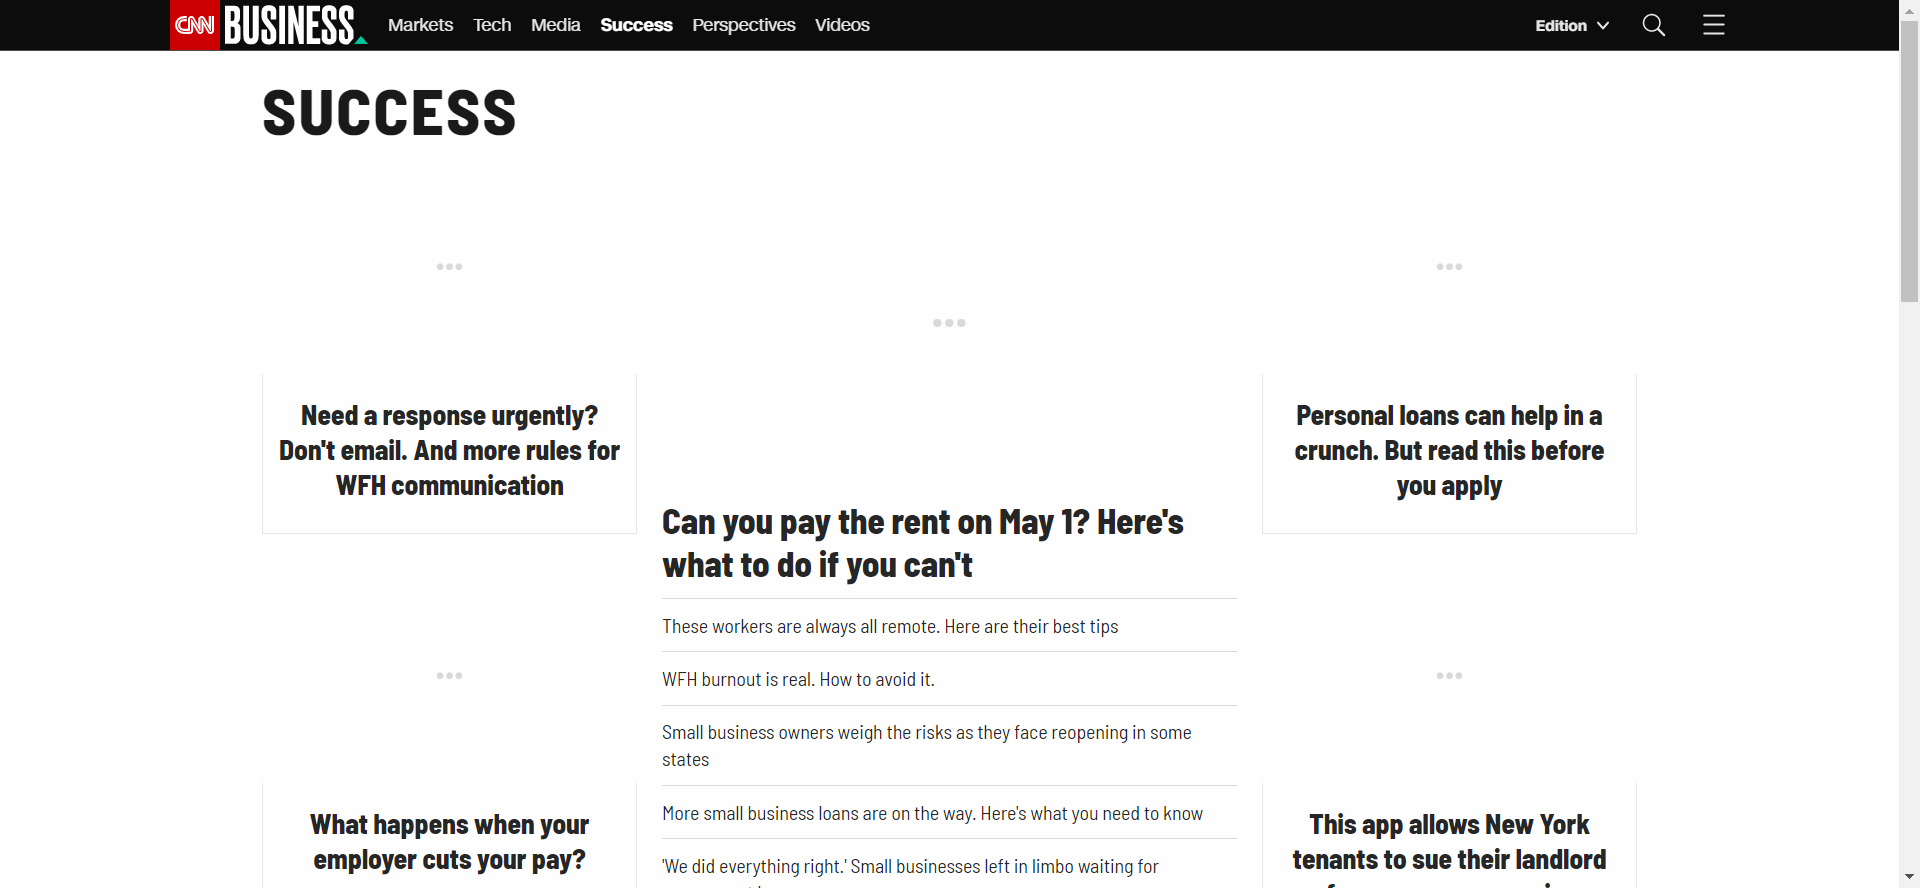 CNN BUSINESS
Markets
Tech
Media
Success
Perspectives
Videos
Edition
SUCCESS
Need a response urgently?
Don't email. And more rules for
WFH communication
What happens when your
employer cuts your pay?
Can you pay the rent on May 1? Here's
what to do if you can't
These workers are always all remote. Here are their best tips
WFH burnout is real. How to avoid it.
Small business owners weigh the risks as they face reopening in some
states
More small business loans are on the way. Here's what you need to know
'We did everything right.' Small businesses left in limbo waiting for
Personal loans can help in a
crunch. But read this before
you apply
This app allows New York
tenants to sue their landlord